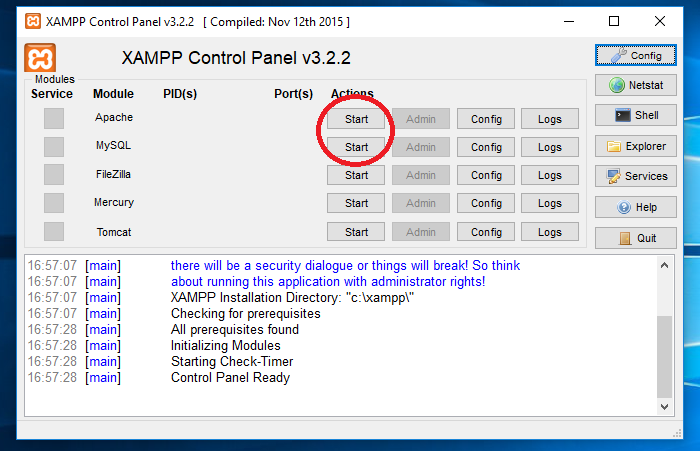 XAMPP Control Panel v3.2.2 [ Compiled: Nov 12th 2015 ]
XAMPP Control Panel v3.2.2
Config
Modules
Service Module PID(s) Port(s) Actions
Netstat
Apache Start Admin Config Logs
Shell
MySQL Start Admin Config Logs
Explorer
FileZilla Start Admin Config Logs
Services
Mercury Start Admin Config Logs
Help
Tomcat Start Admin Config Logs
Quit
16:57:07 [main] there will be a security dialogue or things will break! So think
16:57:07 [main] about running this application with administrator rights!
16:57:07 [main] XAMPP Installation Directory: "c:\xampp\"
16:57:07 [main] Checking for prerequisites
16:57:28 [main] All prerequisites found
16:57:28 [main] Initializing Modules
16:57:28 [main] Starting Check-Timer
16:57:28 [main] Control Panel Ready